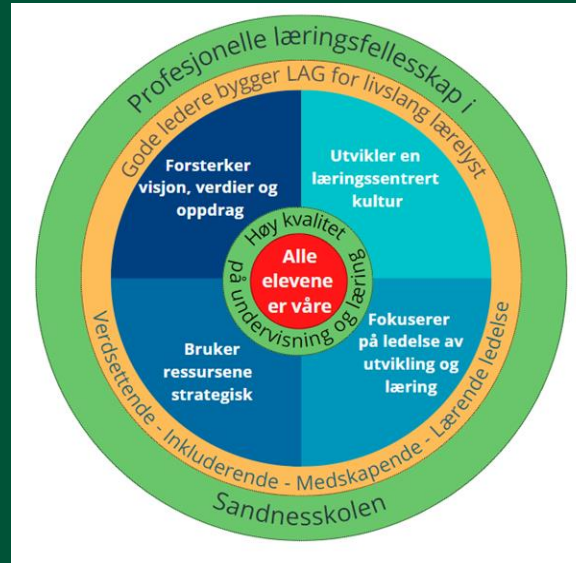 Profesjonelle læringsfellesskap i
Gode ledere bygger LAG for livslang lærelyst
Forsterker
visjon, verdier og
oppdrag
Utvikler en
læringssentrert
kultur
Høy kvalitet
på undervisning og læring
Alle
elevene
er våre
Bruker
ressursene
strategisk
Fokuserer
på ledelse av
utvikling og
læring
Verdsettende - Inkluderende - Medskapende - Lærende ledelse
Sandnesskolen